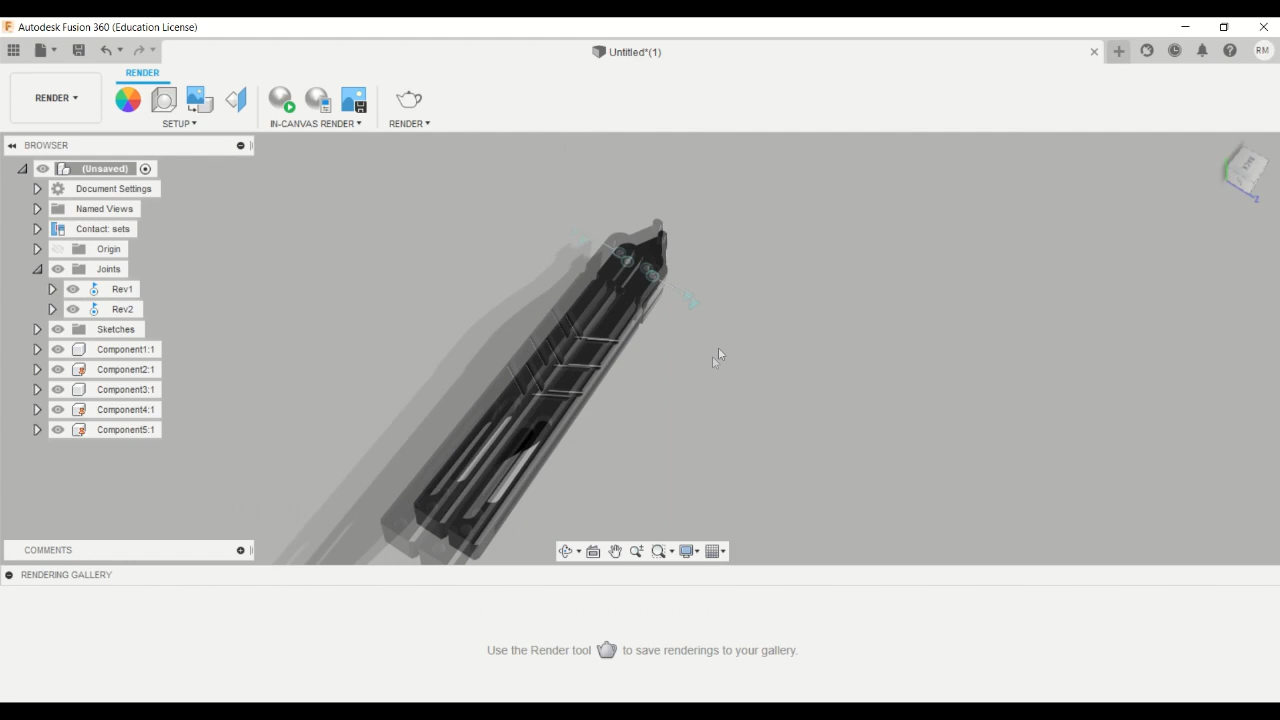 Autodesk Fusion 360 (Education License)
Untitled*(1)
RM
RENDER
RENDER
SETUP
IN-CANVAS RENDER
RENDER
BROWSER
(Unsaved)
Document Settings
Named Views
Contact: sets
Origin
Joints
Rev1
Rev2
Sketches
Component1:1
Component2:1
Component3:1
Component4:1
Component5:1
Z
COMMENTS
RENDERING GALLERY
Use the Render tool to save renderings to your gallery.